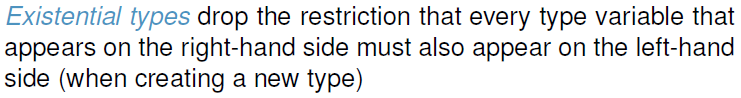 Existential types drop the restriction that every type variable that
appears on the right-hand side must also appear on the left-hand
side (when creating a new type)